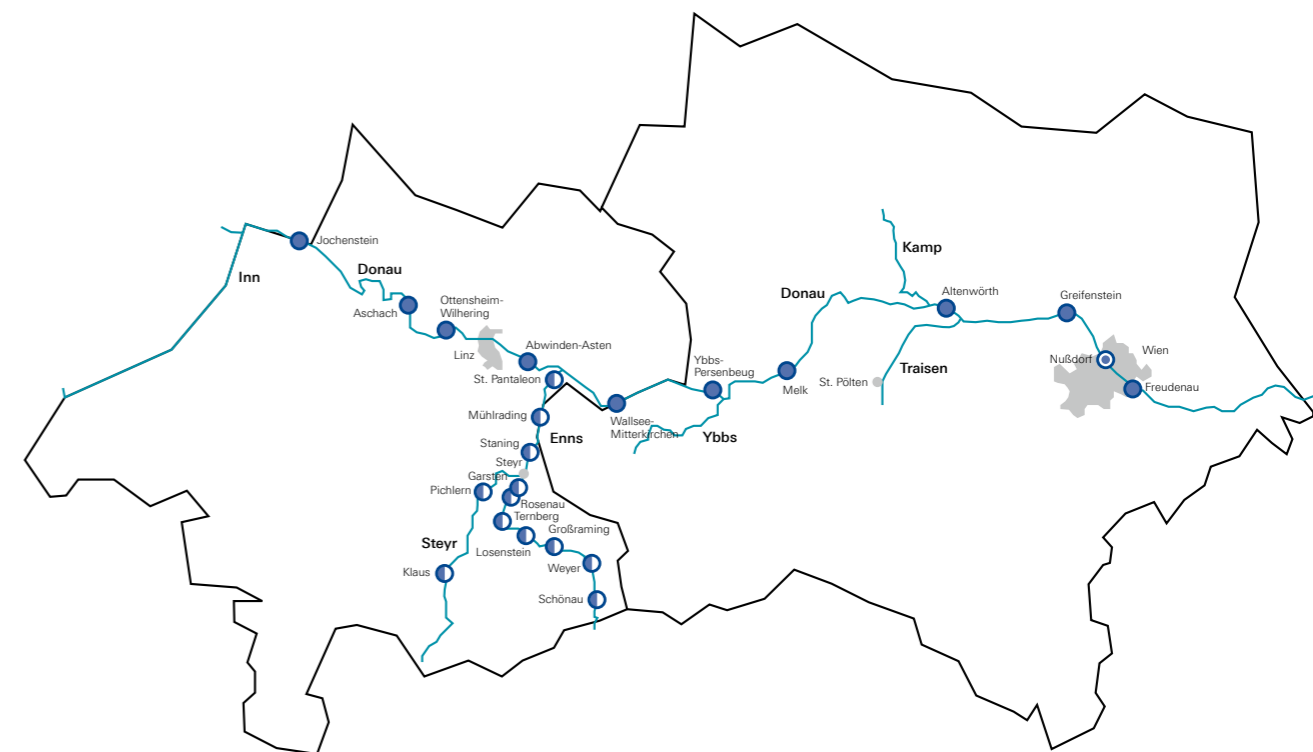 Jochenstein
Inn
Donau
Aschach
Ottensheim-
Wilhering
Linz
Abwinden-Asten
St. Pantaleon
Mühlrading
Enns
Staning
Steyr
Garsten
Pichlern
Rosenau
Ternberg
Steyr
Losenstein
Großraming
Klaus
Weyer
Schönau
Wallsee-
Mitterkirchen
Ybbs-
Persenbeug
Ybbs
Melk
Donau
Kamp
Altenwörth
St. Pölten
Traisen
Greifenstein
Nußdorf
Wien
Freudenau